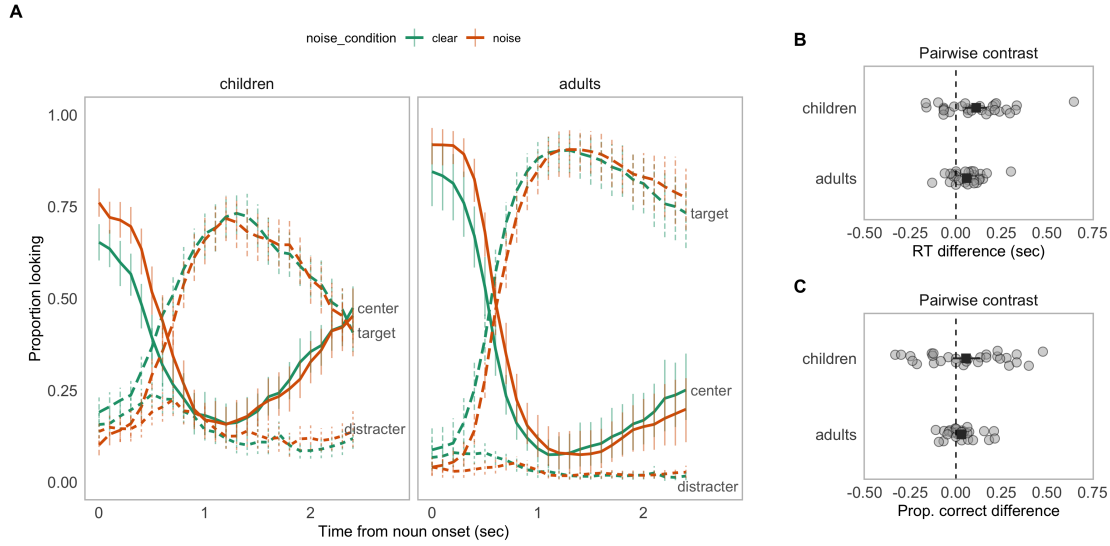 A
noise_condition clear noise
children adults
Proportion looking
1.00
0.75
0.50
0.25
0.00
center
target
distracter
target
center
distracter
0 1 2 0 1 2
Time from noun onset (sec)
B
Pairwise contrast
children
adults
-0.50 -0.25 0.00 0.25 0.50 0.75
RT difference (sec)
C
Pairwise contrast
children
adults
-0.50 -0.25 0.00 0.25 0.50 0.75
Prop. correct difference